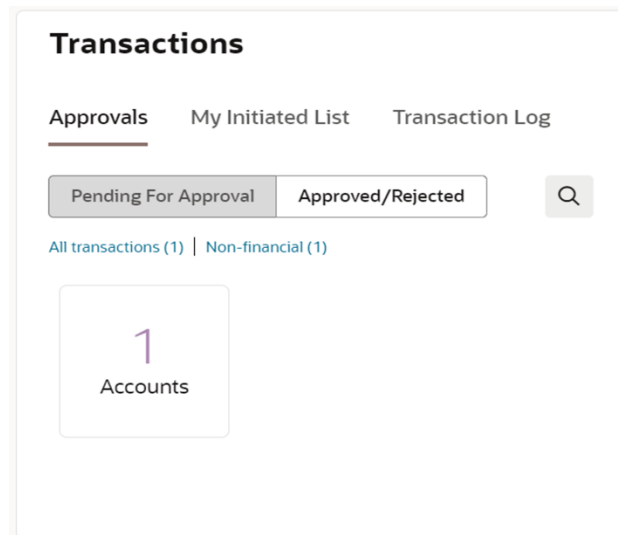 Transactions
Approvals My Initiated List Transaction Log
Pending For Approval Approved/Rejected
All transactions (1) | Non-financial (1)
1
Accounts